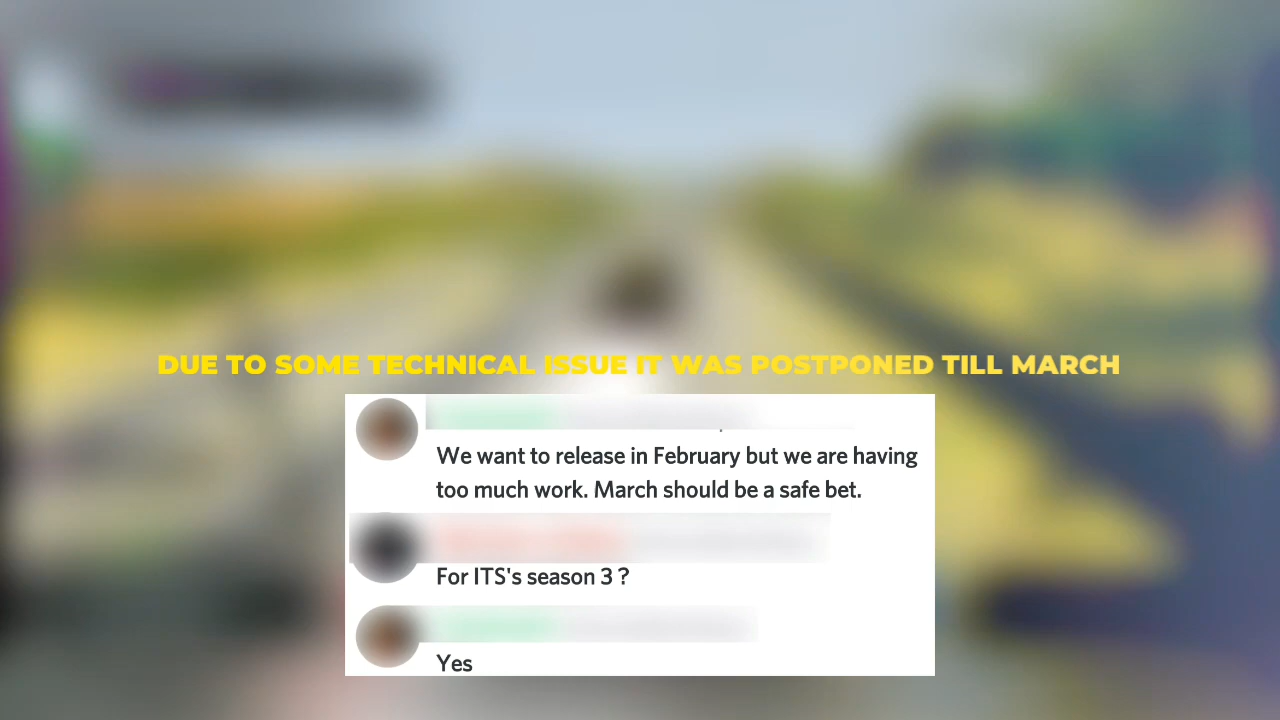 DUE TO SOME TECHNICAL ISSUE IT WAS POSTPONED TILL MARCH
We want to release in February but we are having
too much work. March should be a safe bet.
For ITS's season 3 ?
Yes